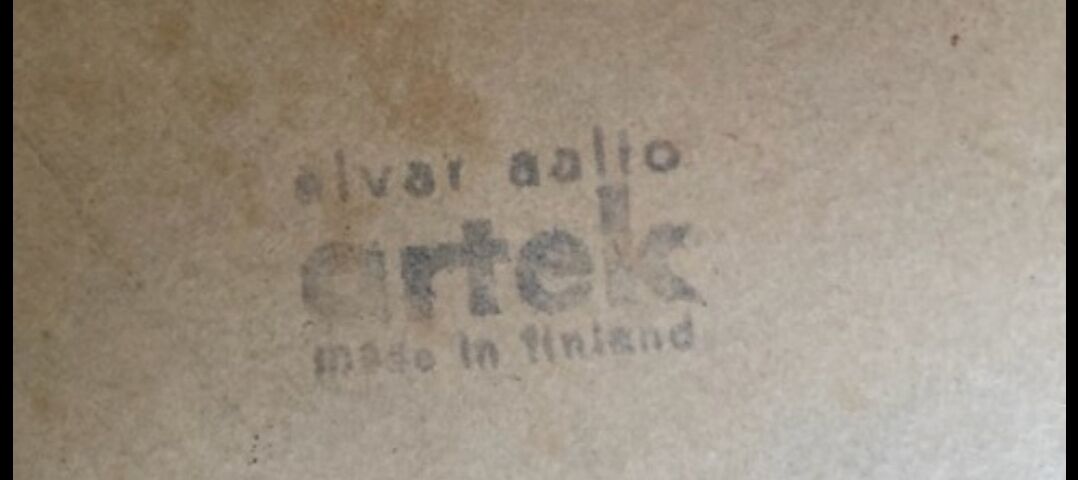 alvar aalto
artek
made in finland